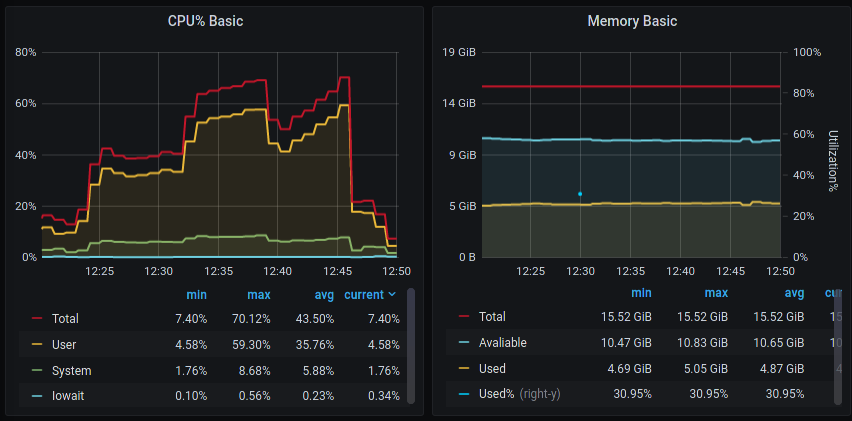 CPU% Basic
80%
60%
40%
20%
0%
12:25 12:30 12:35 12:40 12:45 12:50
min max avg current
Total 7.40% 70.12% 43.50% 7.40%
User 4.58% 59.30% 35.76% 4.58%
System 1.76% 8.68% 5.88% 1.76%
Iowait 0.10% 0.56% 0.23% 0.34%
Memory Basic
19 GiB 100%
14 GiB 80%
9 GiB 60%
5 GiB 40%
0 B 20%
0%
Utilization%
12:25 12:30 12:35 12:40 12:45 12:50
min max avg cur
Total 15.52 GiB 15.52 GiB 15.52 GiB 15
Avaliable 10.47 GiB 10.83 GiB 10.65 GiB 10
Used 4.69 GiB 5.05 GiB 4.87 GiB 4
Used% (right-y) 30.95% 30.95% 30.95%